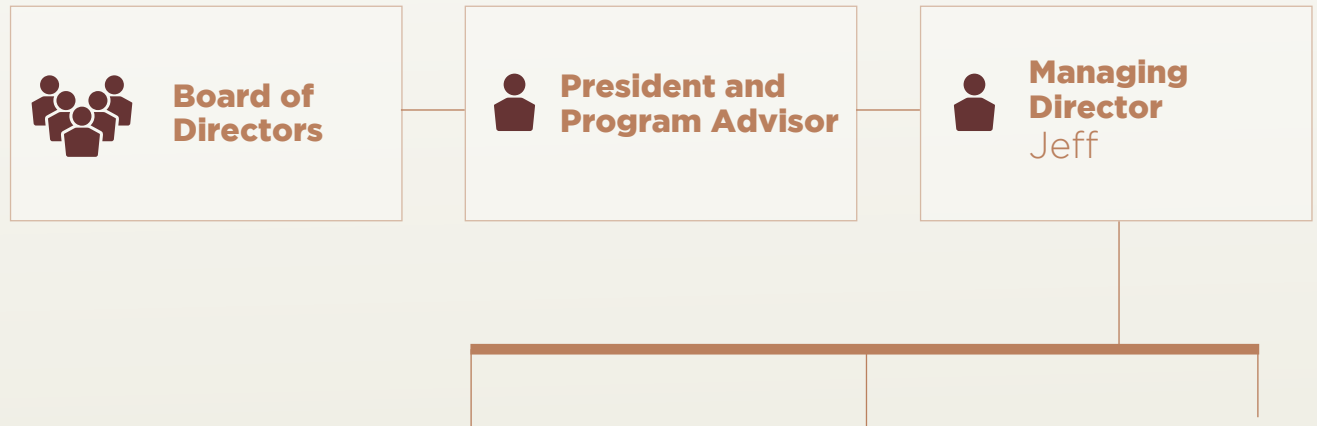 Board of
Directors
President and
Program Advisor
Managing
Director
Jeff